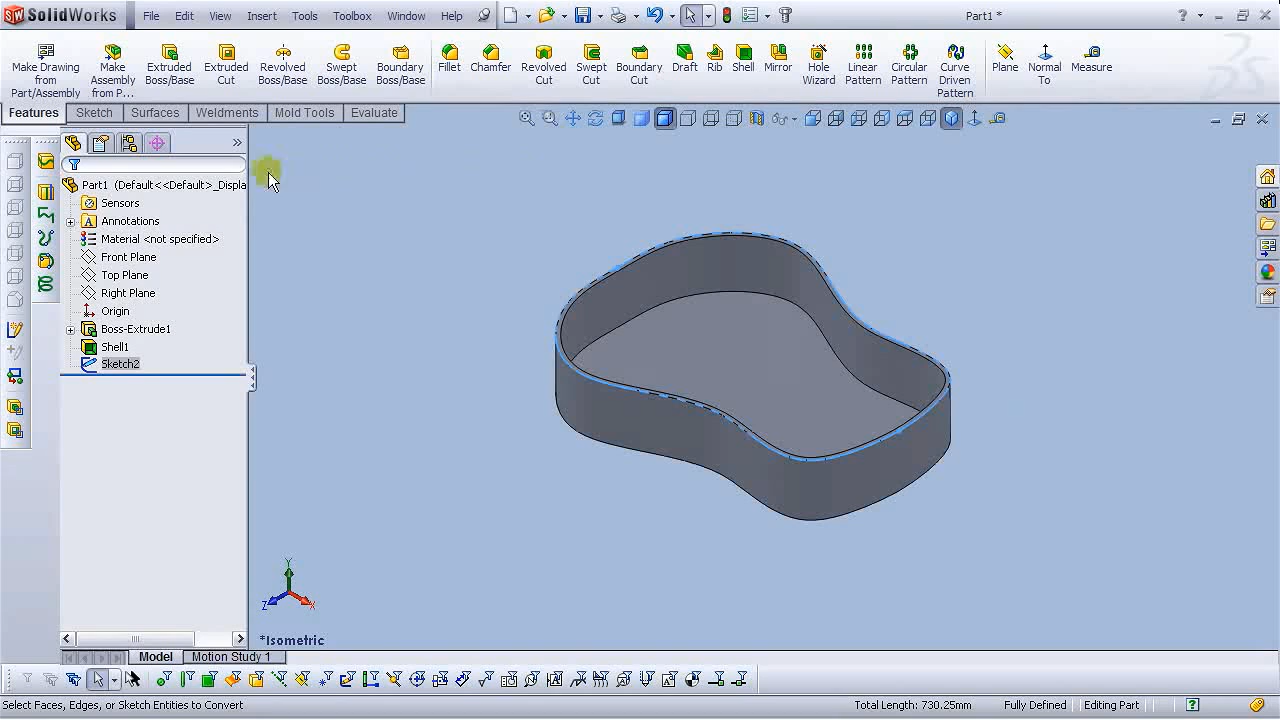 SolidWorks File Edit View Insert Tools Toolbox Window Help Part1 *
Make Drawing from Part/Assembly
Make Assembly from P...
Extruded Boss/Base
Extruded Cut
Revolved Boss/Base
Swept Boss/Base
Boundary Boss/Base
Fillet
Chamfer
Revolved Cut
Swept Cut
Boundary Cut
Draft
Rib
Shell
Mirror
Hole Wizard
Linear Pattern
Circular Pattern
Curve Driven Pattern
Plane
Normal To
Measure
Features Sketch Surfaces Weldments Mold Tools Evaluate
Part1 (Default<<Default>_Displa
Sensors
Annotations
Material <not specified>
Front Plane
Top Plane
Right Plane
Origin
Boss-Extrude1
Shell1
Sketch2
Y
Z
X
*Isometric
Model Motion Study 1
Select Faces, Edges, or Sketch Entities to Convert Total Length: 730.25mm Fully Defined Editing Part